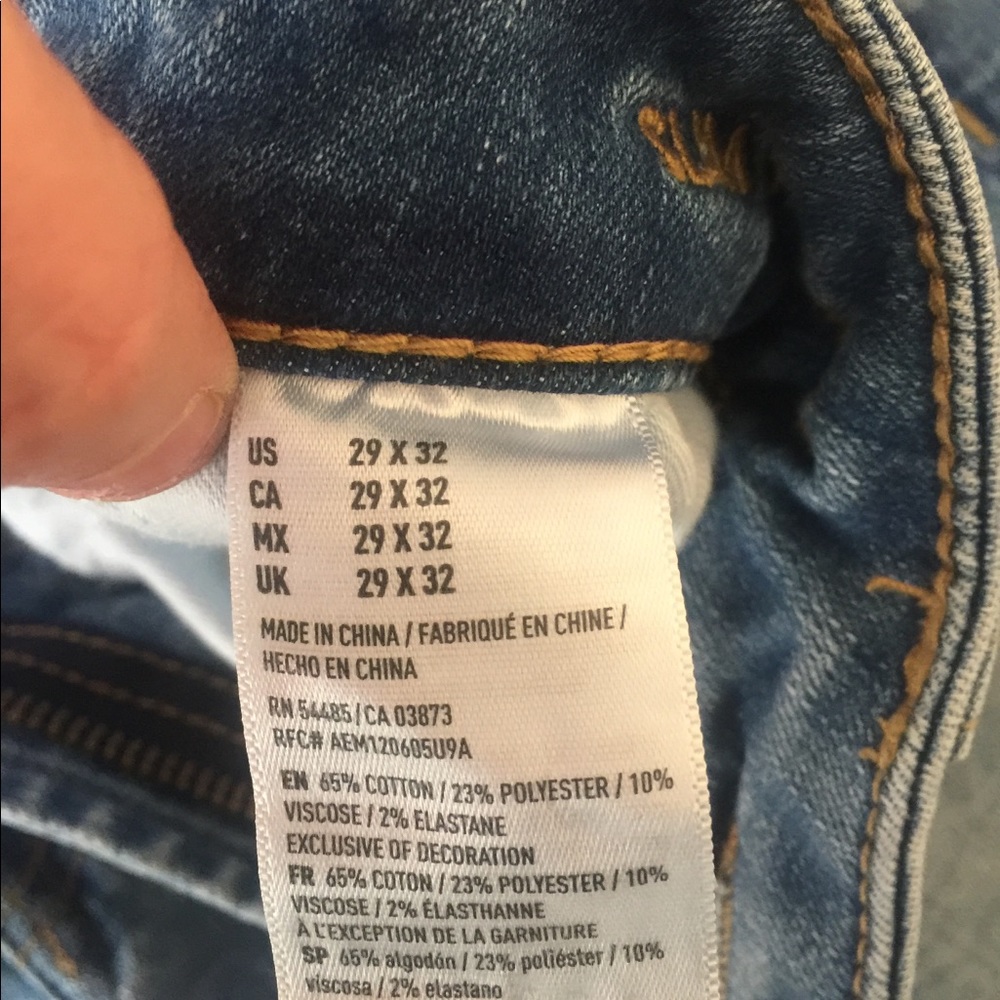 US 29 X 32
CA 29 X 32
MX 29 X 32
UK 29 X 32
MADE IN CHINA / FABRIQUÉ EN CHINE /
HECHO EN CHINA
RN 54485 / CA 03873
RFC# AEM120605U9A
EN 65% COTTON / 23% POLYESTER / 10%
VISCOSE / 2% ELASTANE
EXCLUSIVE OF DECORATION
FR 65% COTON / 23% POLYESTER / 10%
VISCOSE / 2% ÉLASTHANNE
À L'EXCEPTION DE LA GARNITURE
SP 65% algodón / 23% poliéster / 10%
viscosa / 2% elastano